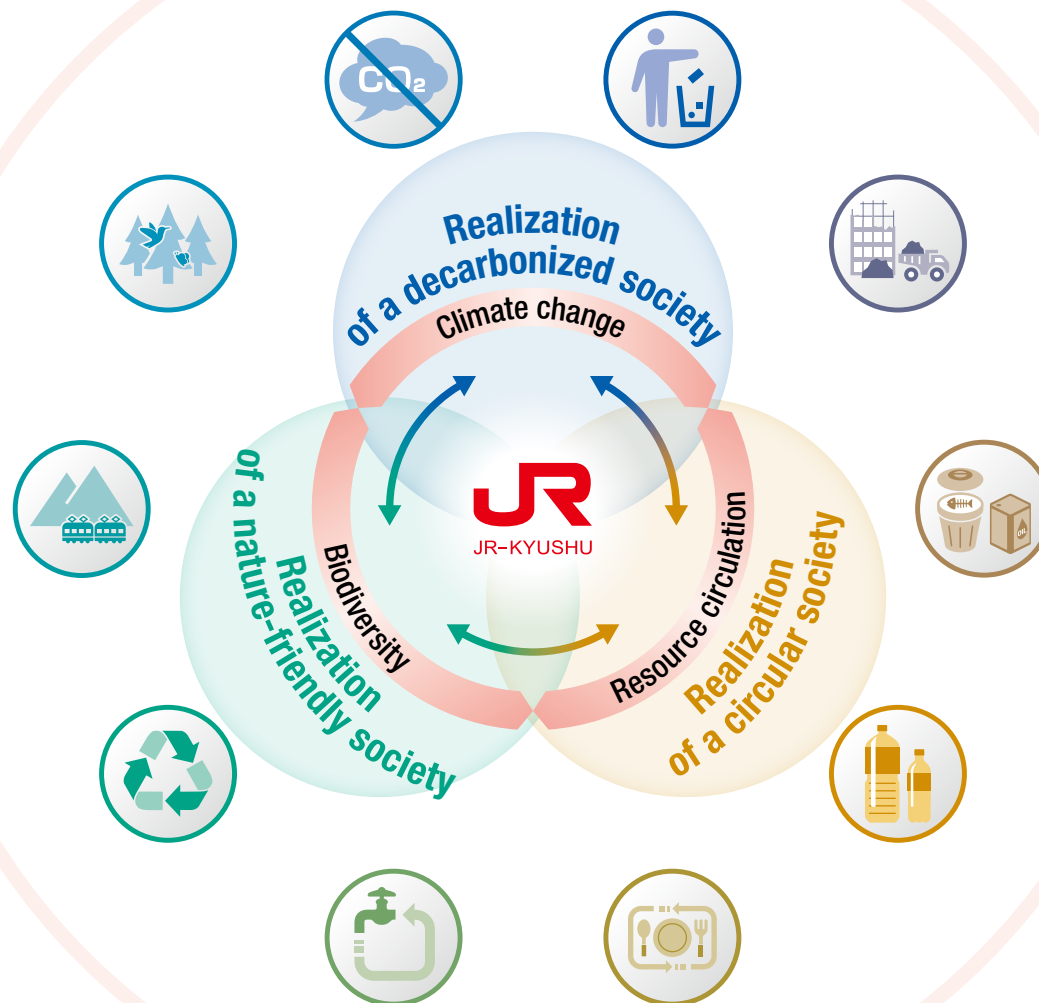 CO₂
Realization
of a decarbonized society
Climate change
JR
JR-KYUSHU
OIL
Biodiversity
Realization
of a nature-friendly society
Resource circulation
Realization
of a circular society